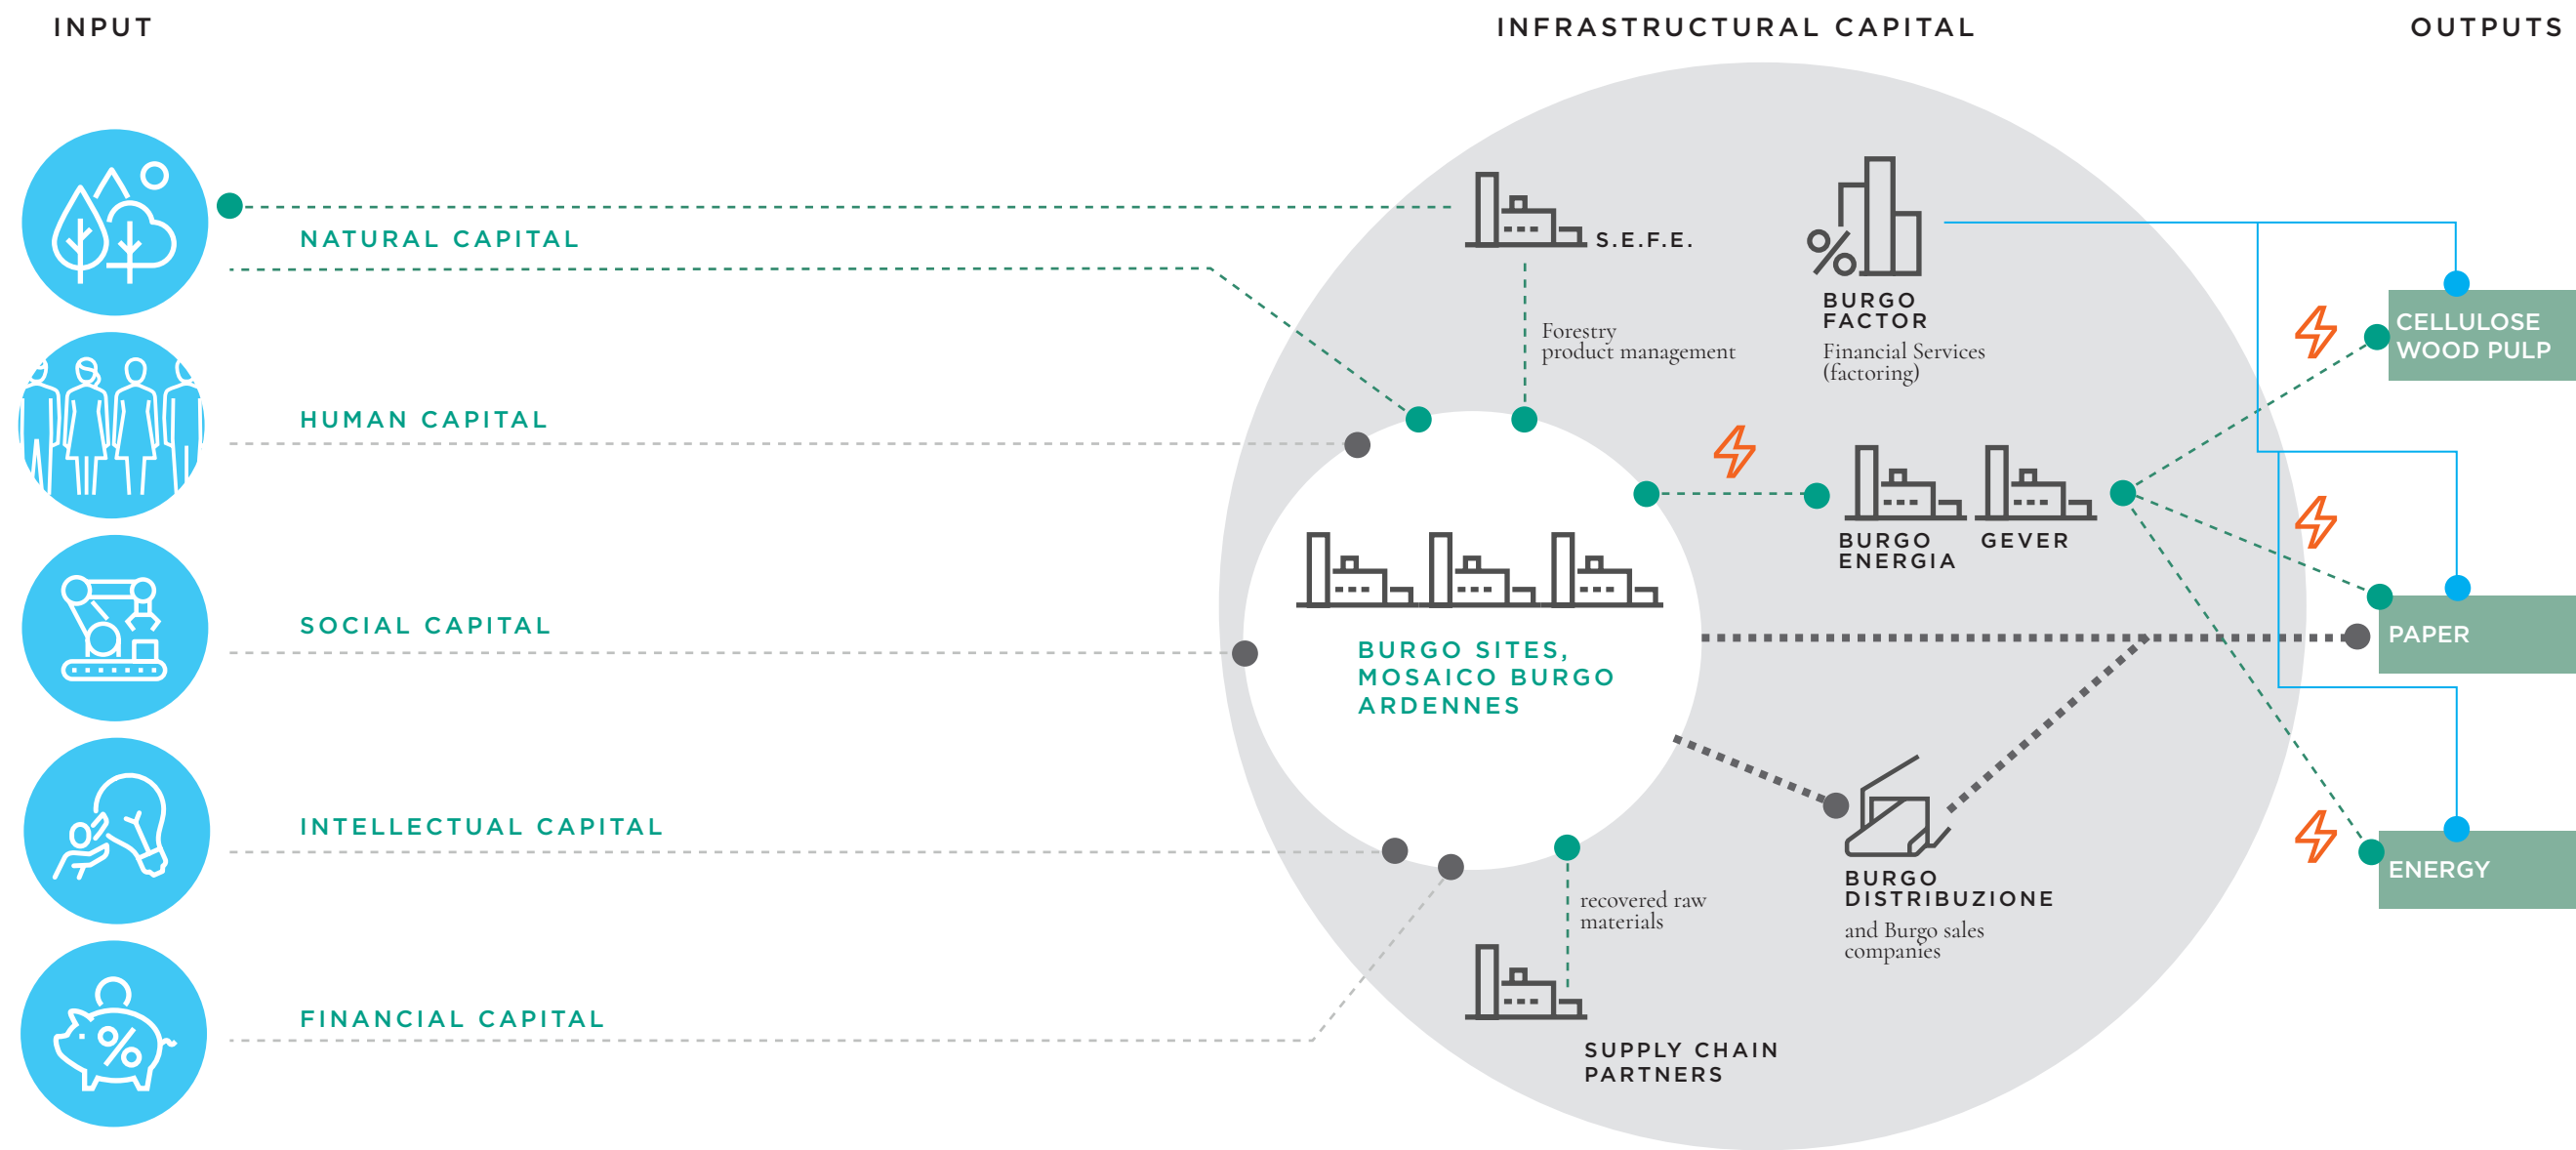 INPUT
INFRASTRUCTURAL CAPITAL
OUTPUTS
NATURAL CAPITAL
HUMAN CAPITAL
SOCIAL CAPITAL
INTELLECTUAL CAPITAL
FINANCIAL CAPITAL
S.E.F.E.
Forestry
product management
BURGO
FACTOR
Financial Services
(factoring)
BURGO
ENERGIA
GEVER
BURGO SITES,
MOSAICO BURGO
ARDENNES
recovered raw
materials
SUPPLY CHAIN
PARTNERS
BURGO
DISTRIBUZIONE
and Burgo sales
companies
CELLULOSE
WOOD PULP
PAPER
ENERGY